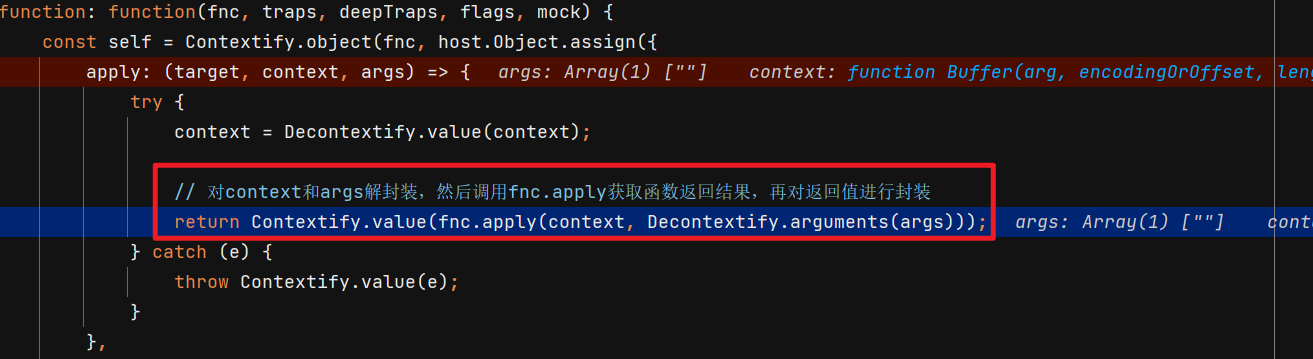 function: function(fnc, traps, deepTraps, flags, mock) {
const self = Contextify.object(fnc, host.Object.assign({
apply: (target, context, args) => { args: Array(1) [""] context: function Buffer(arg, encodingOrOffset, leng
try {
context = Decontextify.value(context);
// 对context和args解封装，然后调用fnc.apply获取函数返回结果，再对返回值进行封装
return Contextify.value(fnc.apply(context, Decontextify.arguments(args))); args: Array(1) [""] cont
} catch (e) {
throw Contextify.value(e);
}
},